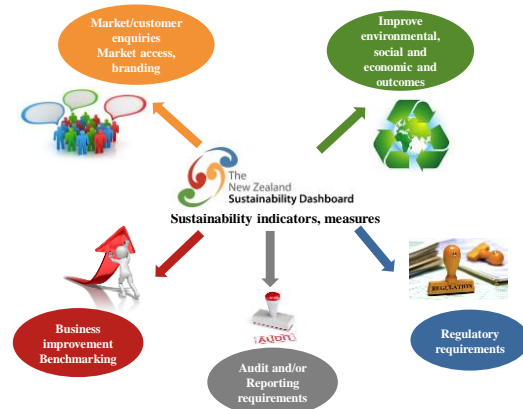 Market/customer
enquiries
Market access,
branding
Improve
environmental,
social and
economic and
outcomes
The
New Zealand
Sustainability Dashboard
Sustainability indicators, measures
REGULATION
AUDIT
Business
improvement
Benchmarking
Audit and/or
Reporting
requirements
Regulatory
requirements